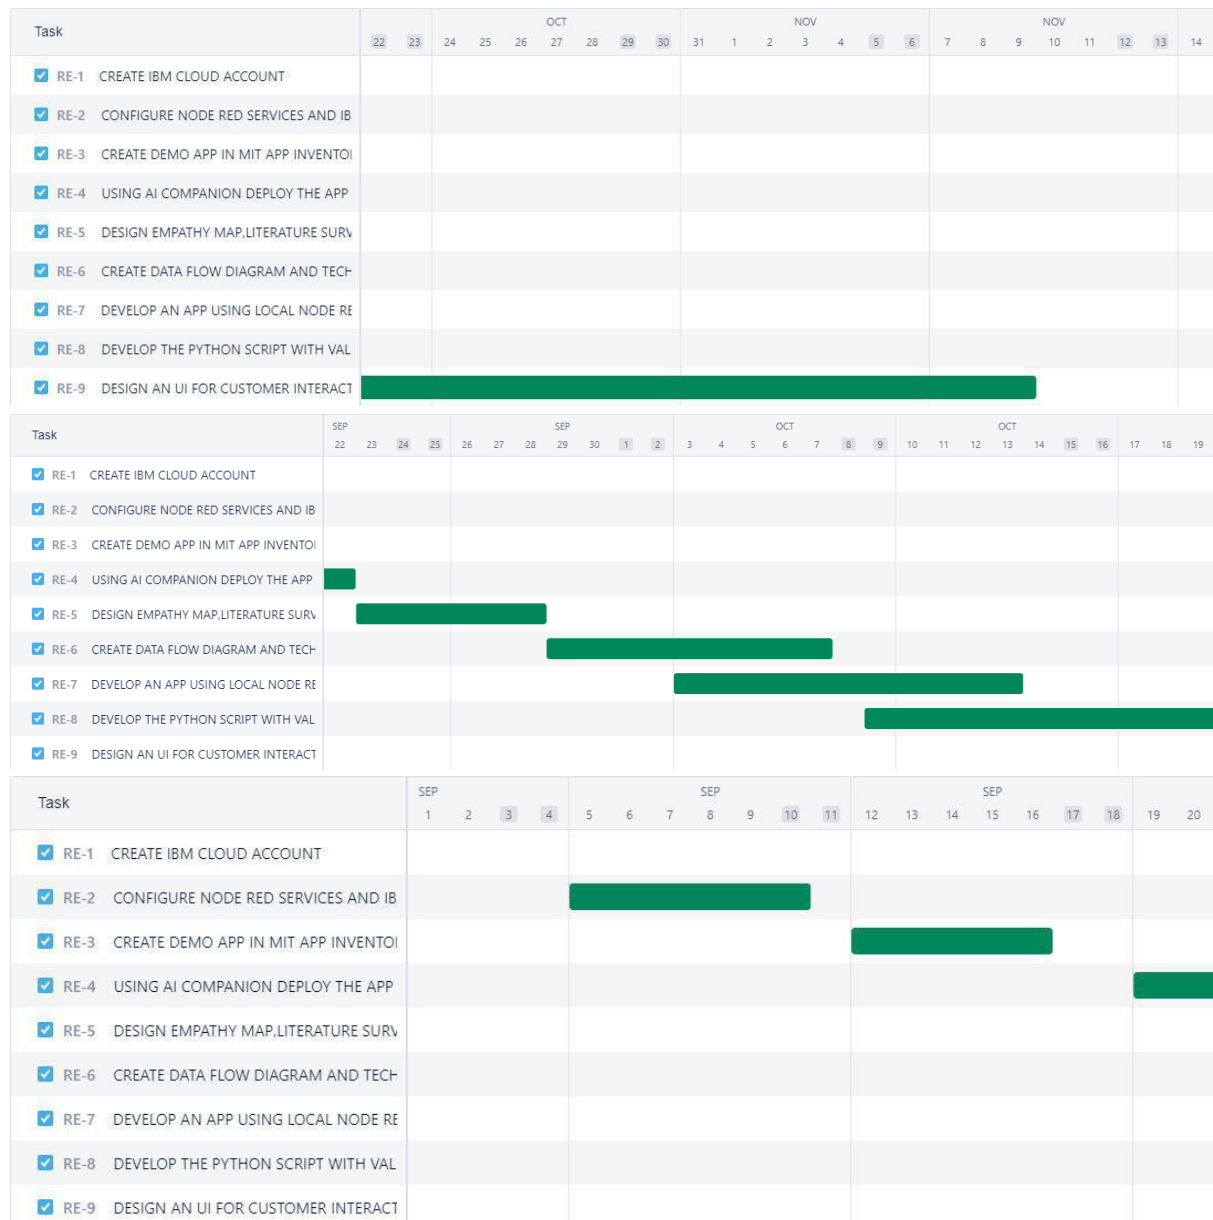 Task OCT NOV NOV
22 23 24 25 26 27 28 29 30 31 1 2 3 4 5 6 7 8 9 10 11 12 13 14
RE-1 CREATE IBM CLOUD ACCOUNT
RE-2 CONFIGURE NODE RED SERVICES AND IB
RE-3 CREATE DEMO APP IN MIT APP INVENTO
RE-4 USING AI COMPANION DEPLOY THE APP
RE-5 DESIGN EMPATHY MAP,LITERATURE SURV
RE-6 CREATE DATA FLOW DIAGRAM AND TECH
RE-7 DEVELOP AN APP USING LOCAL NODE RE
RE-8 DEVELOP THE PYTHON SCRIPT WITH VAL
RE-9 DESIGN AN UI FOR CUSTOMER INTERACT
Task SEP SEP OCT OCT
22 23 24 25 26 27 28 29 30 1 2 3 4 5 6 7 8 9 10 11 12 13 14 15 16 17 18 19
RE-1 CREATE IBM CLOUD ACCOUNT
RE-2 CONFIGURE NODE RED SERVICES AND IB
RE-3 CREATE DEMO APP IN MIT APP INVENTO
RE-4 USING AI COMPANION DEPLOY THE APP
RE-5 DESIGN EMPATHY MAP,LITERATURE SURV
RE-6 CREATE DATA FLOW DIAGRAM AND TECH
RE-7 DEVELOP AN APP USING LOCAL NODE RE
RE-8 DEVELOP THE PYTHON SCRIPT WITH VAL
RE-9 DESIGN AN UI FOR CUSTOMER INTERACT
Task SEP SEP SEP
1 2 3 4 5 6 7 8 9 10 11 12 13 14 15 16 17 18 19 20
RE-1 CREATE IBM CLOUD ACCOUNT
RE-2 CONFIGURE NODE RED SERVICES AND IB
RE-3 CREATE DEMO APP IN MIT APP INVENTO
RE-4 USING AI COMPANION DEPLOY THE APP
RE-5 DESIGN EMPATHY MAP,LITERATURE SURV
RE-6 CREATE DATA FLOW DIAGRAM AND TECH
RE-7 DEVELOP AN APP USING LOCAL NODE RE
RE-8 DEVELOP THE PYTHON SCRIPT WITH VAL
RE-9 DESIGN AN UI FOR CUSTOMER INTERACT